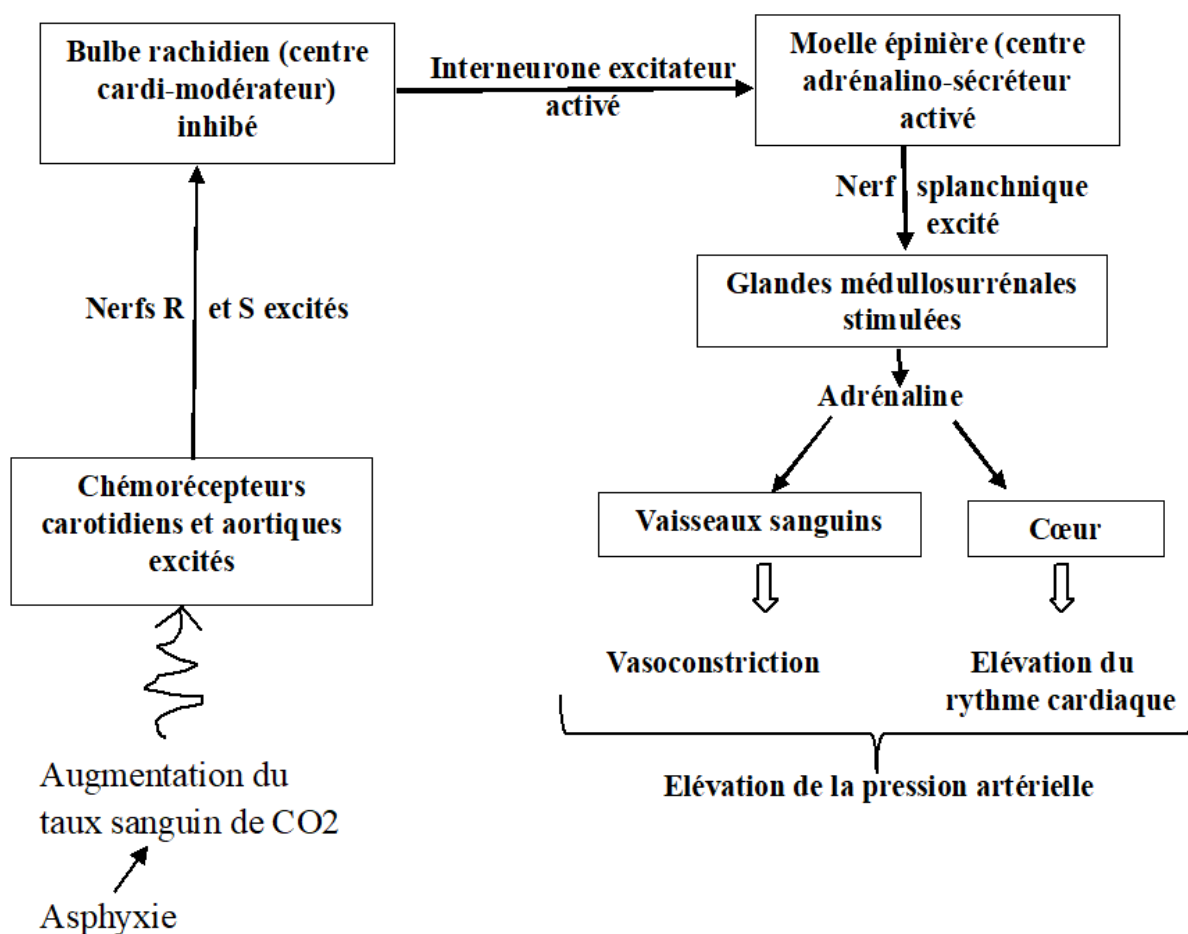 Bulbe rachidien (centre
cardi-modérateur)
inhibé
Interneurone excitateur
activé
Moelle épinière (centre
adrénalino-sécréteur
activé
Nerf splanchnique
excité
Glandes médullosurrénales
stimulées
Adrénaline
Nerfs R et S excités
Chémorécepteurs
carotidiens et aortiques
excités
Vaisseaux sanguins
Cœur
Vasoconstriction
Elévation du
rythme cardiaque
Elévation de la pression artérielle
Augmentation du
taux sanguin de CO2
Asphyxie